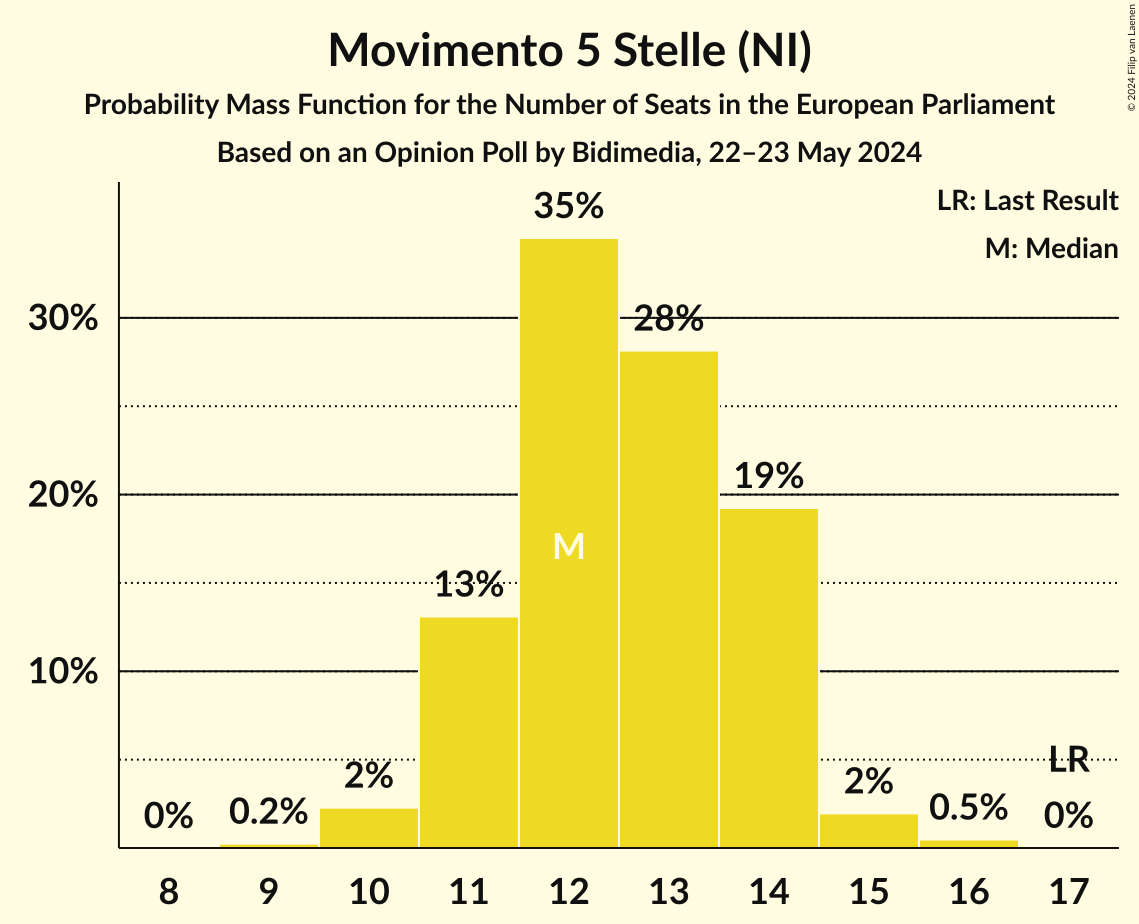 Movimento 5 Stelle (NI)
Probability Mass Function for the Number of Seats in the European Parliament
Based on an Opinion Poll by Bidimedia, 22–23 May 2024
© 2024 Filip van Laenen
LR: Last Result
M: Median
35%
30%
28%
20%
19%
M
13%
10%
LR
2%
2%
0%
0.2%
0.5%
0%
8 9 10 11 12 13 14 15 16 17